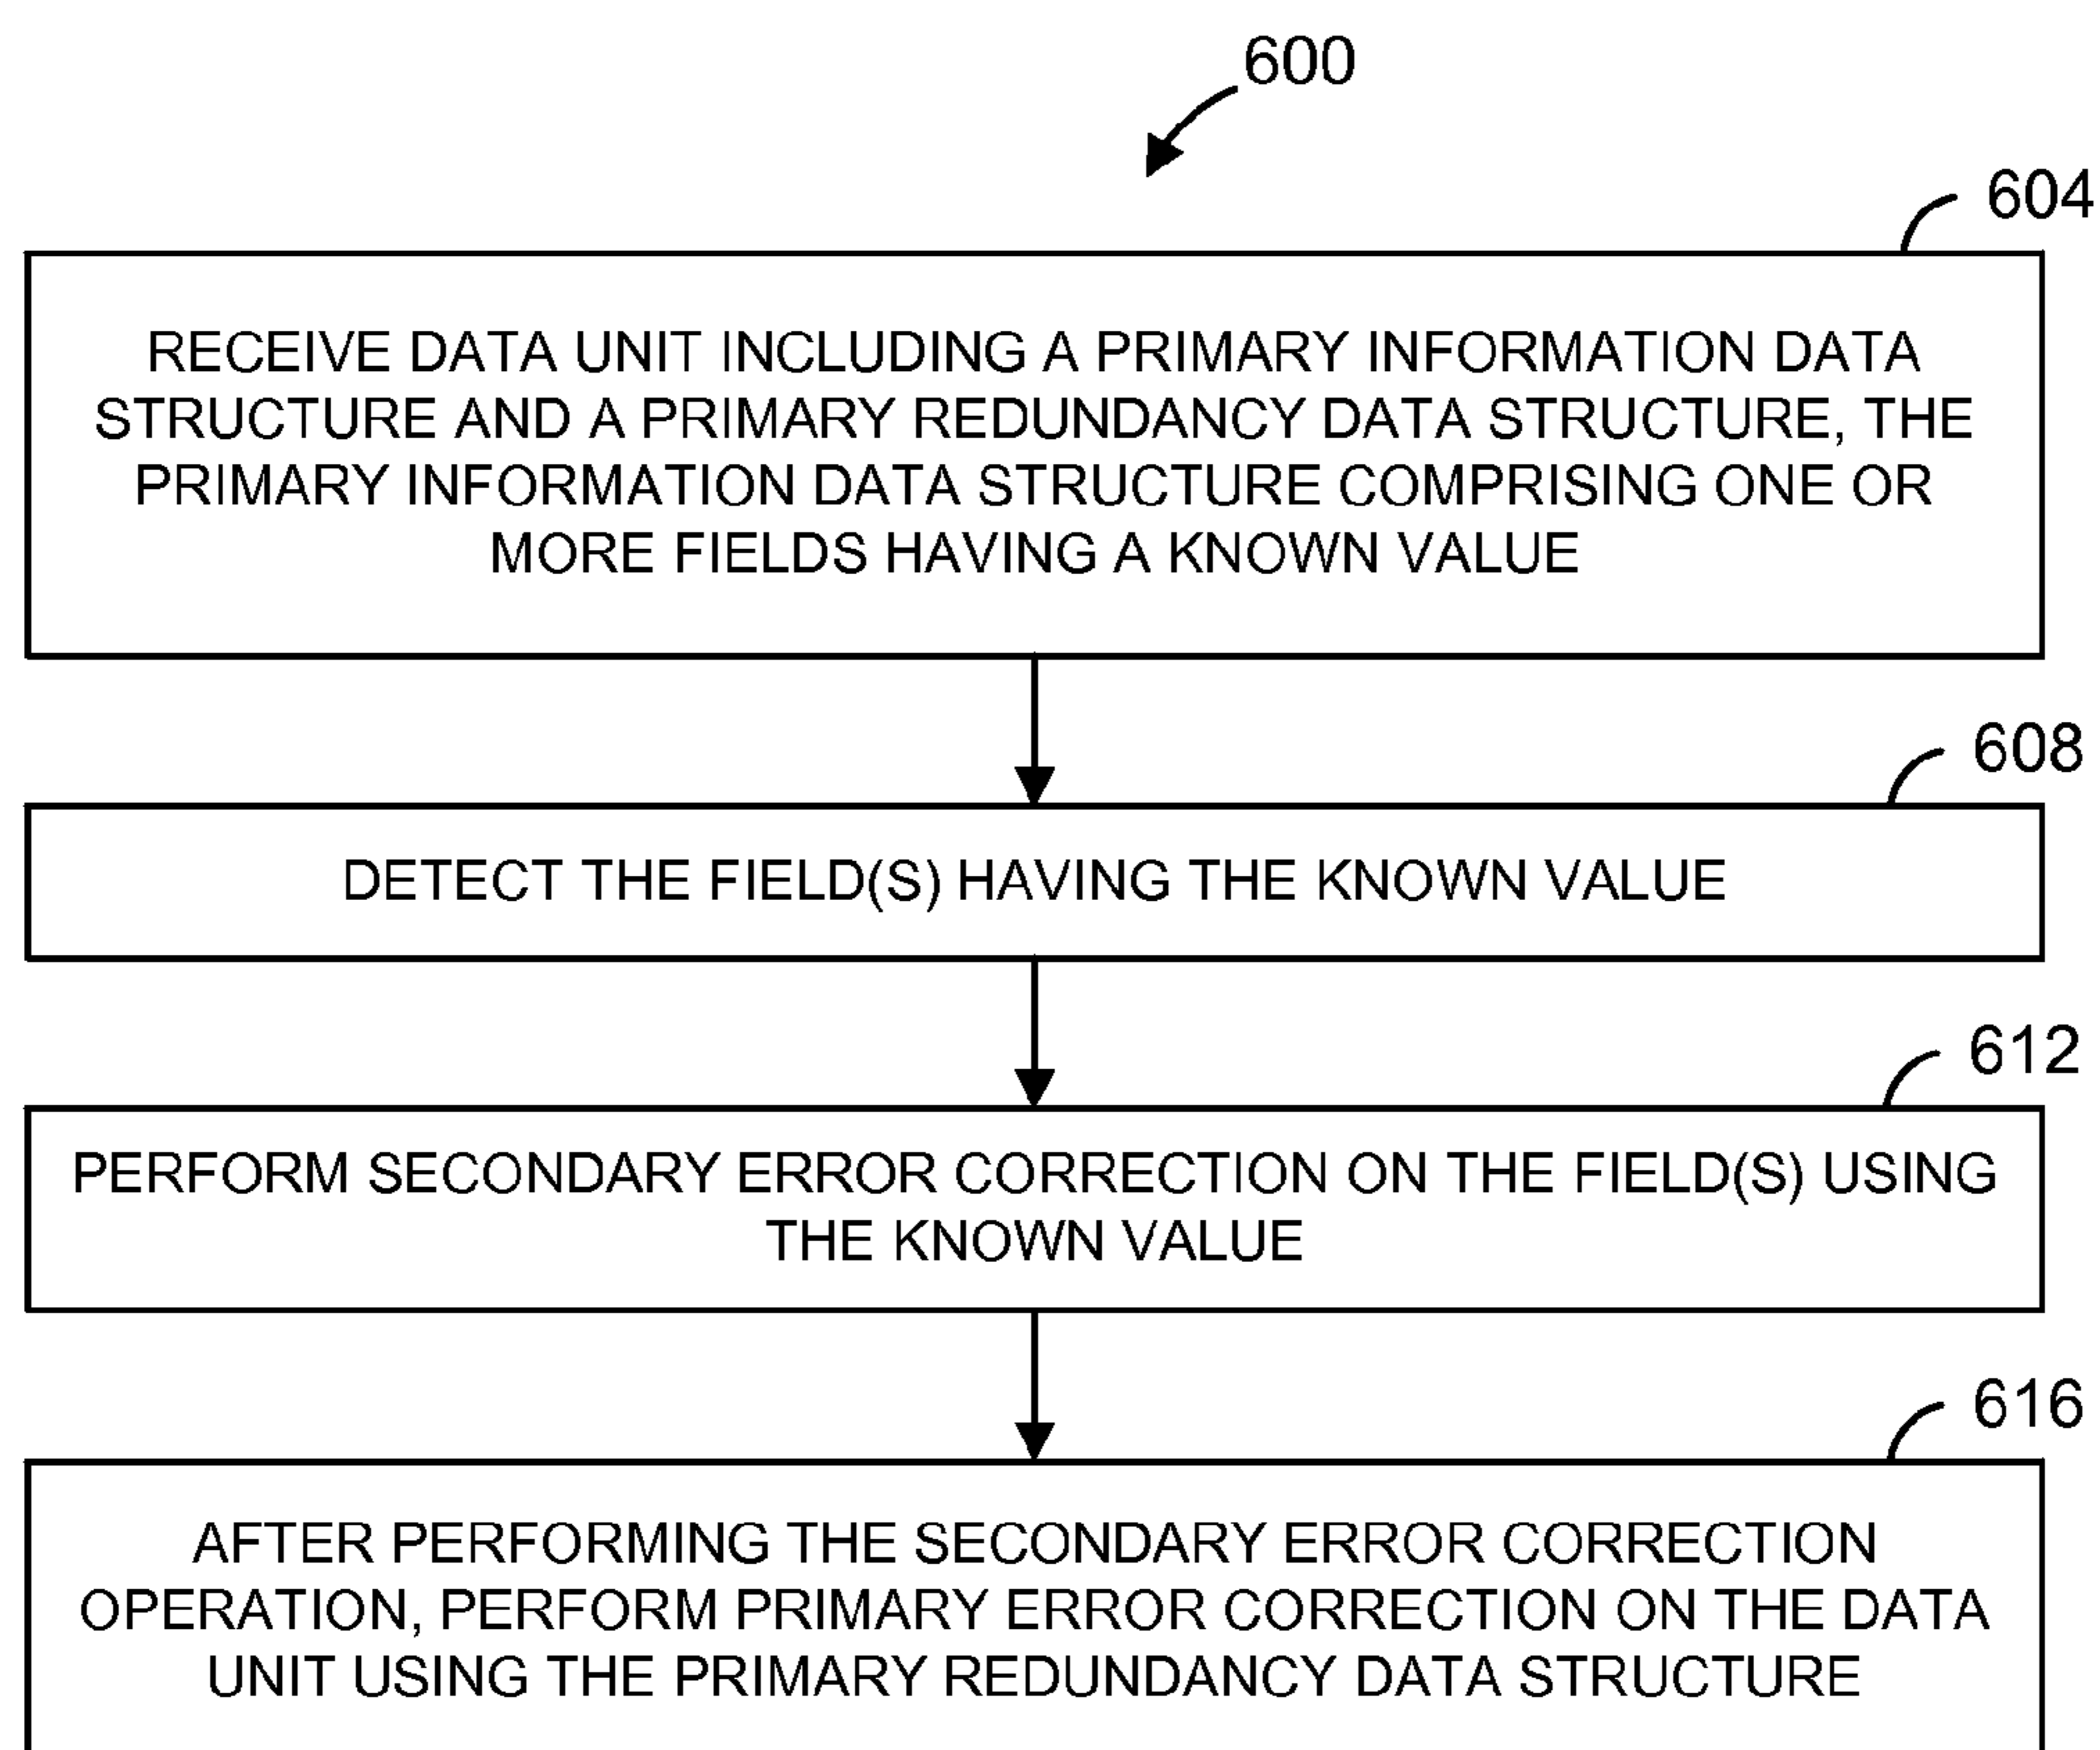 600
604
RECEIVE DATA UNIT INCLUDING A PRIMARY INFORMATION DATA
STRUCTURE AND A PRIMARY REDUNDANCY DATA STRUCTURE, THE
PRIMARY INFORMATION DATA STRUCTURE COMPRISING ONE OR
MORE FIELDS HAVING A KNOWN VALUE
608
DETECT THE FIELD(S) HAVING THE KNOWN VALUE
612
PERFORM SECONDARY ERROR CORRECTION ON THE FIELD(S) USING
THE KNOWN VALUE
616
AFTER PERFORMING THE SECONDARY ERROR CORRECTION
OPERATION, PERFORM PRIMARY ERROR CORRECTION ON THE DATA
UNIT USING THE PRIMARY REDUNDANCY DATA STRUCTURE